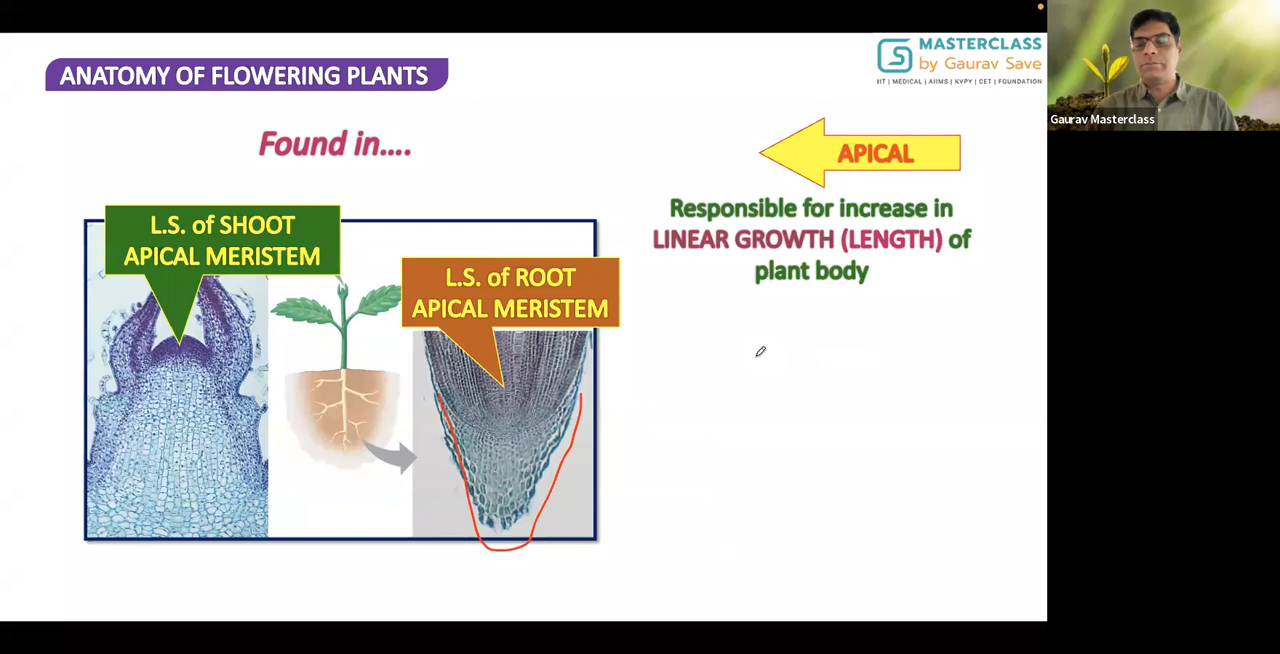 ANATOMY OF FLOWERING PLANTS
MASTERCLASS
by Gaurav Save
IIT | MEDICAL | AIIMS | KVPY | CET | FOUNDATION
Gaurav Masterclass
Found in....
APICAL
Responsible for increase in
LINEAR GROWTH (LENGTH) of
plant body
L.S. of SHOOT
APICAL MERISTEM
L.S. of ROOT
APICAL MERISTEM